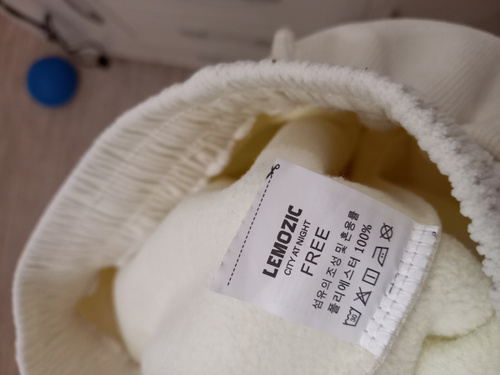 LEMOZIC
CITY AT NIGHT
FREE
섬유의 조성 및 혼용률
폴리에스터 100%
30